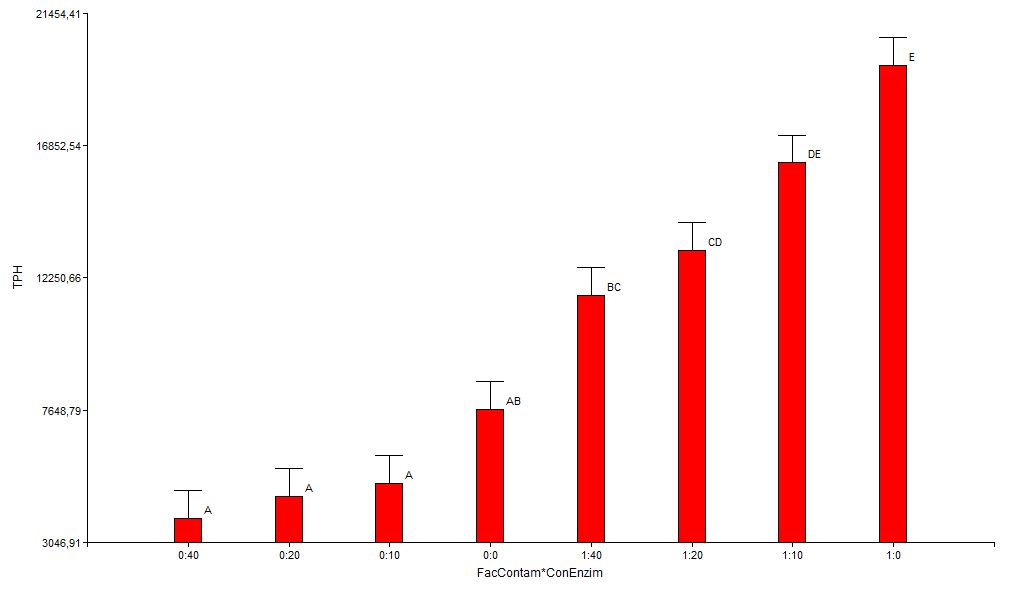 21454,41
16852,54
12250,66
7648,79
3046,91
TPH
A
A
A
AB
BC
CD
DE
E
0:40 0:20 0:10 0:0 1:40 1:20 1:10 1:0
FacContam*ConEnzim